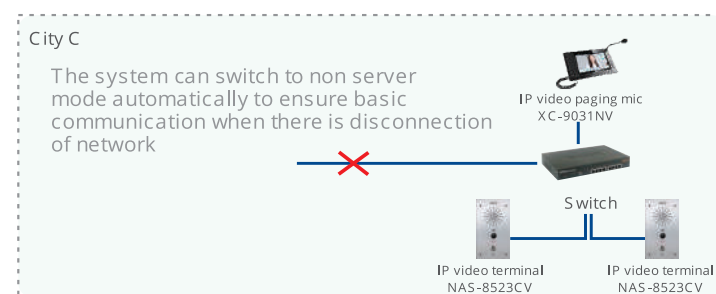 City C
The system can switch to non server
mode automatically to ensure basic
communication when there is disconnection
of network
IP video paging mic
XC-9031NV
Switch
IP video terminal
NAS-8523CV
IP video terminal
NAS-8523CV